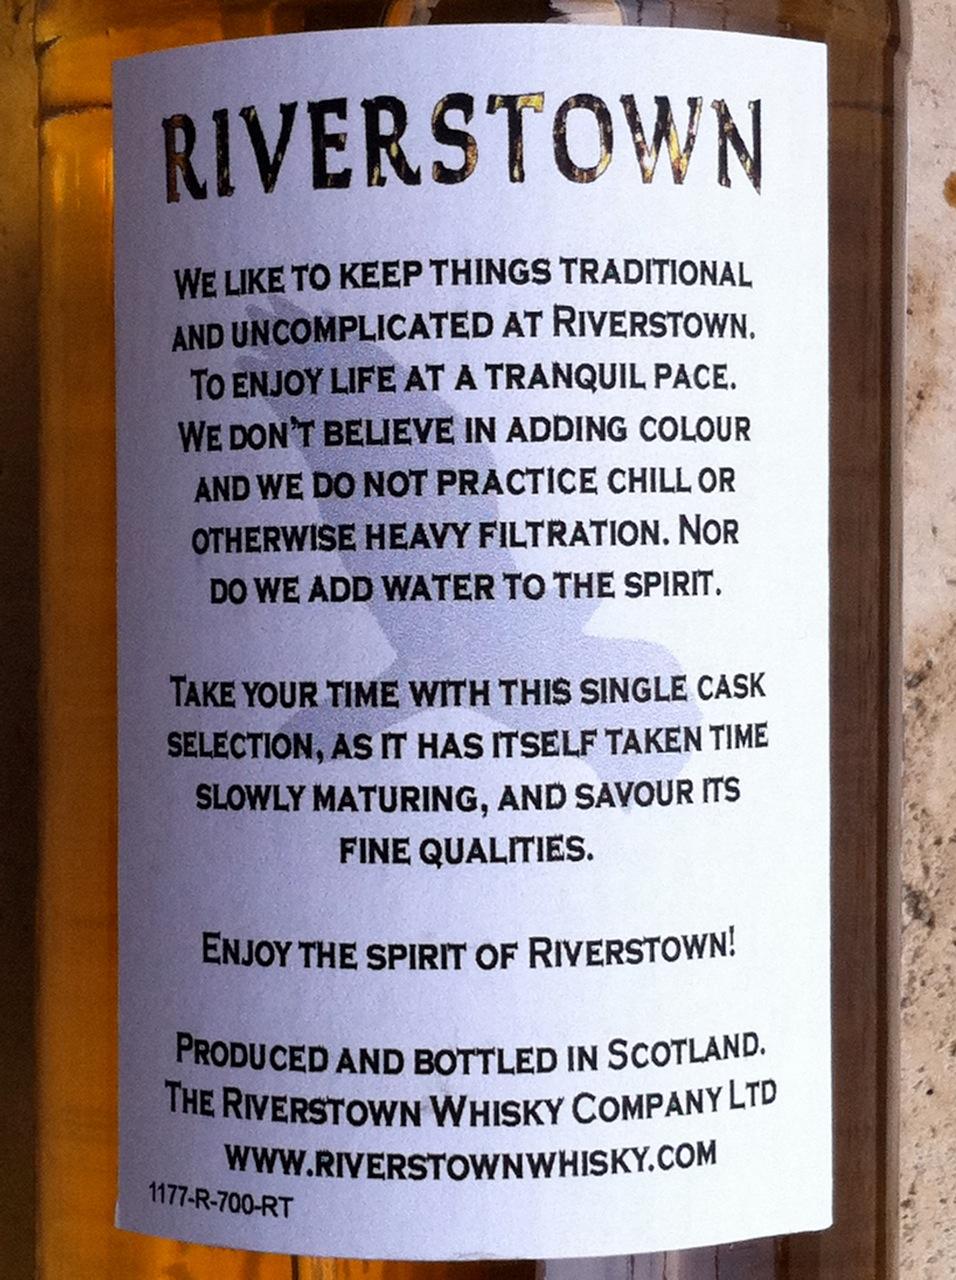 RIVERSTOWN
WE LIKE TO KEEP THINGS TRADITIONAL
AND UNCOMPLICATED AT RIVERSTOWN.
TO ENJOY LIFE AT A TRANQUIL PACE.
WE DON'T BELIEVE IN ADDING COLOUR
AND WE DO NOT PRACTICE CHILL OR
OTHERWISE HEAVY FILTRATION. NOR
DO WE ADD WATER TO THE SPIRIT.
TAKE YOUR TIME WITH THIS SINGLE CASK
SELECTION, AS IT HAS ITSELF TAKEN TIME
SLOWLY MATURING, AND SAVOUR ITS
FINE QUALITIES.
ENJOY THE SPIRIT OF RIVERSTOWN!
PRODUCED AND BOTTLED IN SCOTLAND.
THE RIVERSTOWN WHISKY COMPANY LTD
WWW.RIVERSTOWNWHISKY.COM
1177-R-700-RT